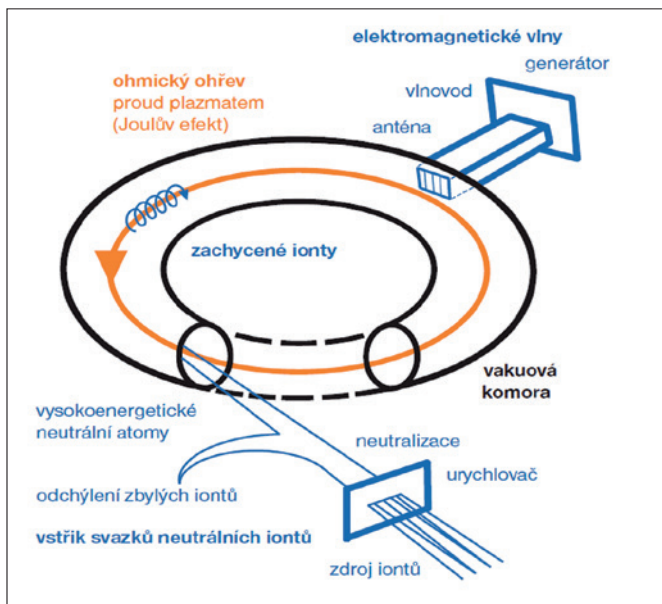 elektromagnetické vlny
generátor
vlnovod
anténa
ohmický ohřev
proud plazmatem
(Joulův efekt)
zachycené ionty
vakuová
komora
vysokoenergetické
neutrální atomy
neutralizace
urychlovač
odchýlení zbylých iontů
vstřik svazků neutrálních iontů
zdroj iontů